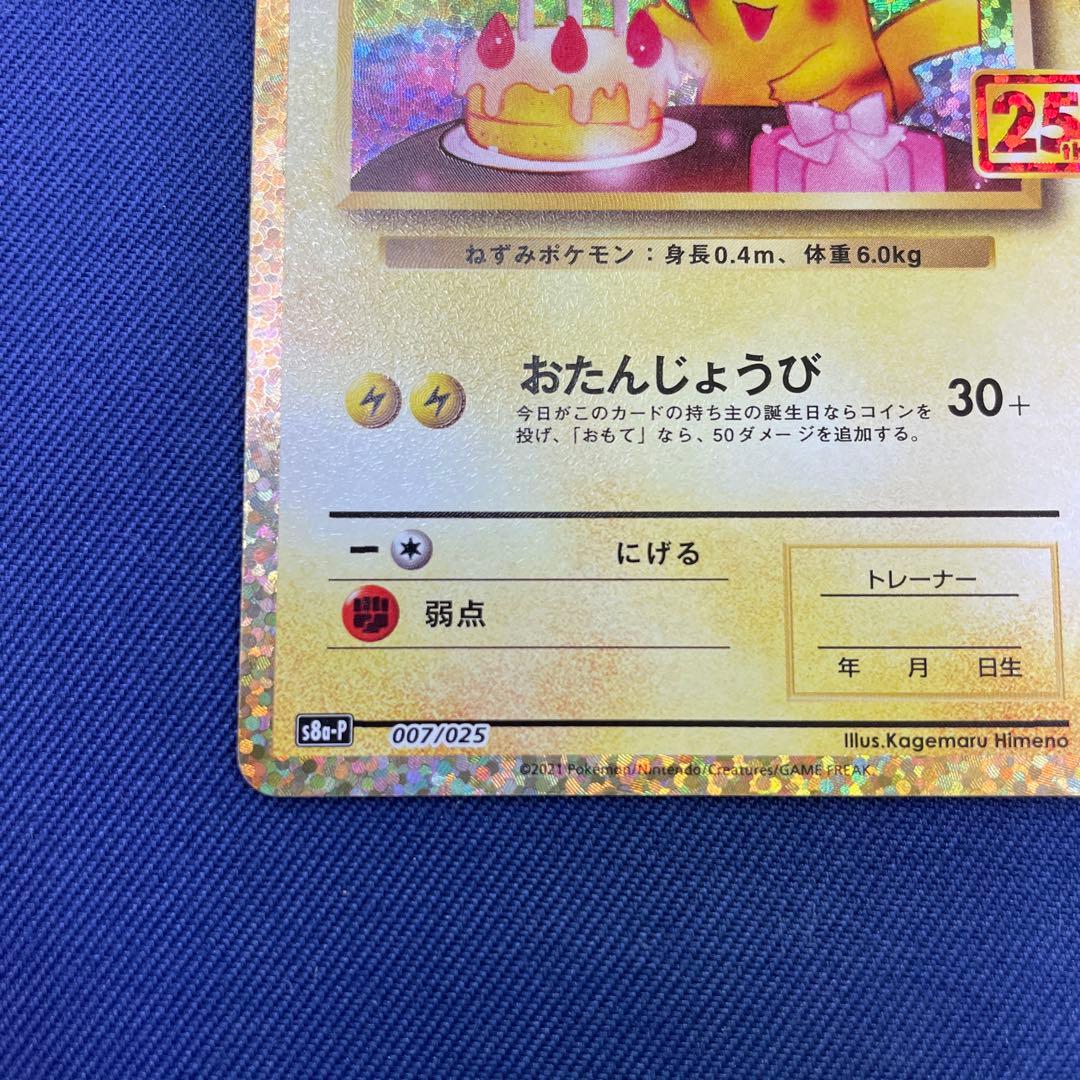 25
ねずみポケモン：身長0.4m、体重6.0kg
おたんじょうび
30+
今日がこのカードの持ち主の誕生日ならコインを
投げ、「おもて」なら、50ダメージを追加する。
にげる
弱点
トレーナー
年 月 日生
s8a-P 007/025
Illus.Kagemaru Himeno
©2021 Pokémon/Nintendo/Creatures/GAME FREAK.